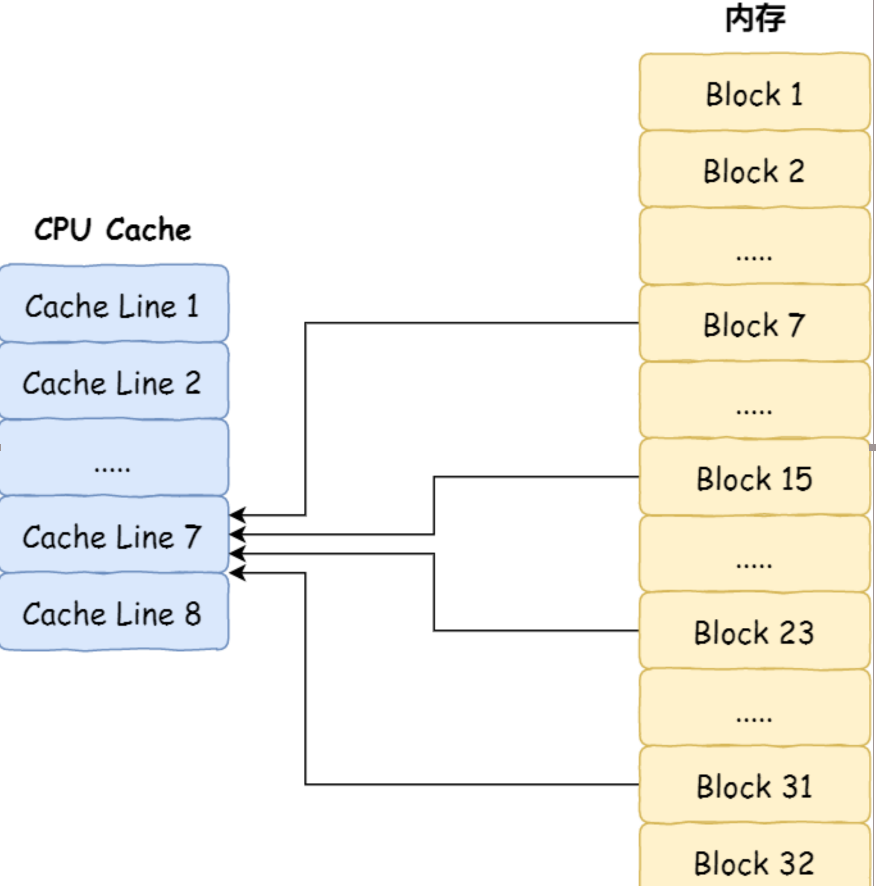 CPU Cache
Cache Line 1
Cache Line 2
.....
Cache Line 7
Cache Line 8
内存
Block 1
Block 2
.....
Block 7
.....
Block 15
.....
Block 23
.....
Block 31
Block 32